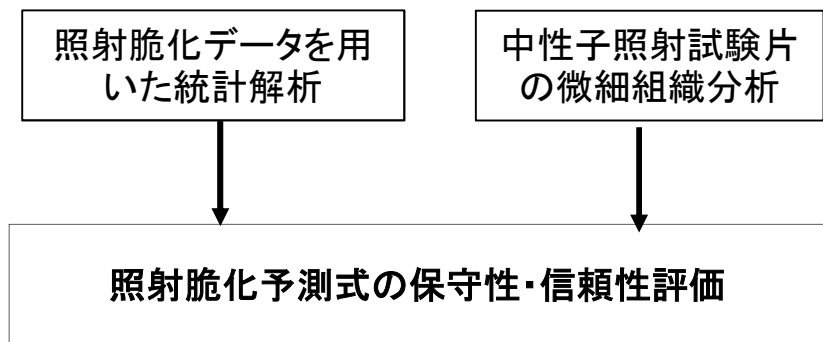 照射脆化データを用
いた統計解析
中性子照射試験片
の微細組織分析
照射脆化予測式の保守性・信頼性評価